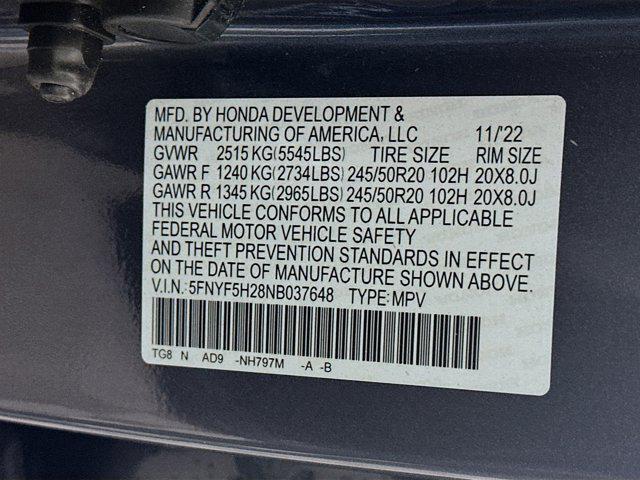 MFD. BY HONDA DEVELOPMENT &
MANUFACTURING OF AMERICA, LLC 11/'22
GVWR 2515 KG(5545LBS) TIRE SIZE RIM SIZE
GAWR F 1240 KG(2734LBS) 245/50R20 102H 20X8.0J
GAWR R 1345 KG(2965LBS) 245/50R20 102H 20X8.0J
THIS VEHICLE CONFORMS TO ALL APPLICABLE
FEDERAL MOTOR VEHICLE SAFETY
AND THEFT PREVENTION STANDARDS IN EFFECT
ON THE DATE OF MANUFACTURE SHOWN ABOVE.
V.I.N.: 5FNYF5H28NB037648 TYPE: MPV
TG8 N AD9 -NH797M -A -B